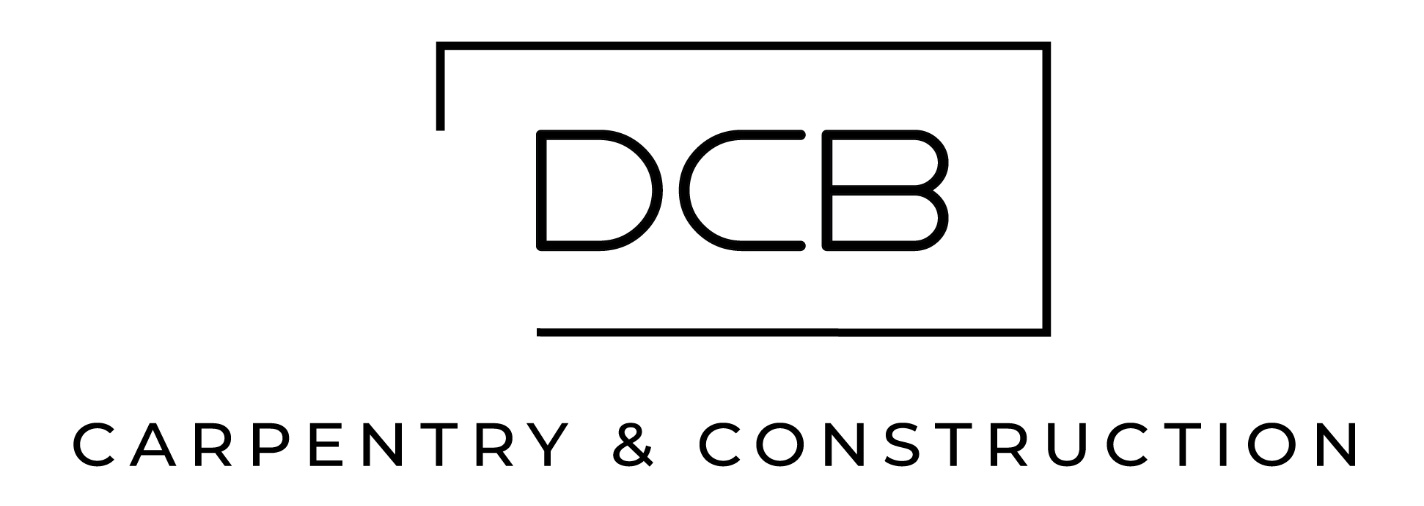 DCB
CARPENTRY & CONSTRUCTION